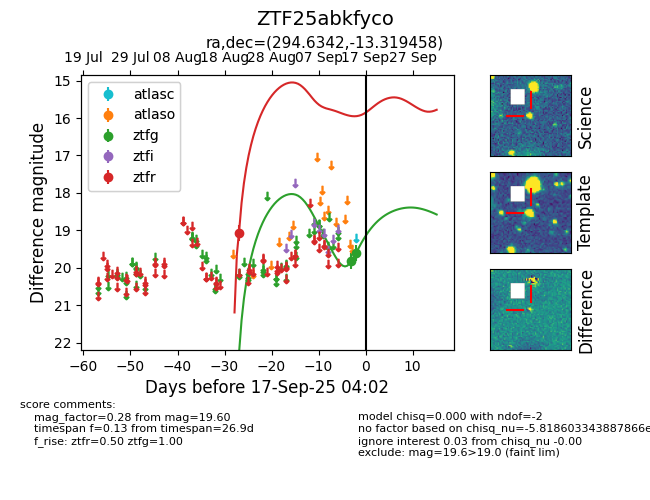 ZTF25abkfyco
ra,dec=(294.6342,-13.319458)
19 Jul 29 Jul 08 Aug 18 Aug 28 Aug 07 Sep 17 Sep 27 Sep
15
16
17
18
19
20
21
22
Difference magnitude
atlasc
atlaso
ztfg
ztfi
ztfr
−60 −50 −40 −30 −20 −10 0 10
Days before 17-Sep-25 04:02
Science
Template
Difference
score comments:
mag_factor=0.28 from mag=19.60
timespan f=0.13 from timespan=26.9d
f_rise: ztfr=0.50 ztfg=1.00
model chisq=0.000 with ndof=-2
no factor based on chisq_nu=-5.818603343887866e
ignore interest 0.03 from chisq_nu -0.00
exclude: mag=19.6>19.0 (faint lim)